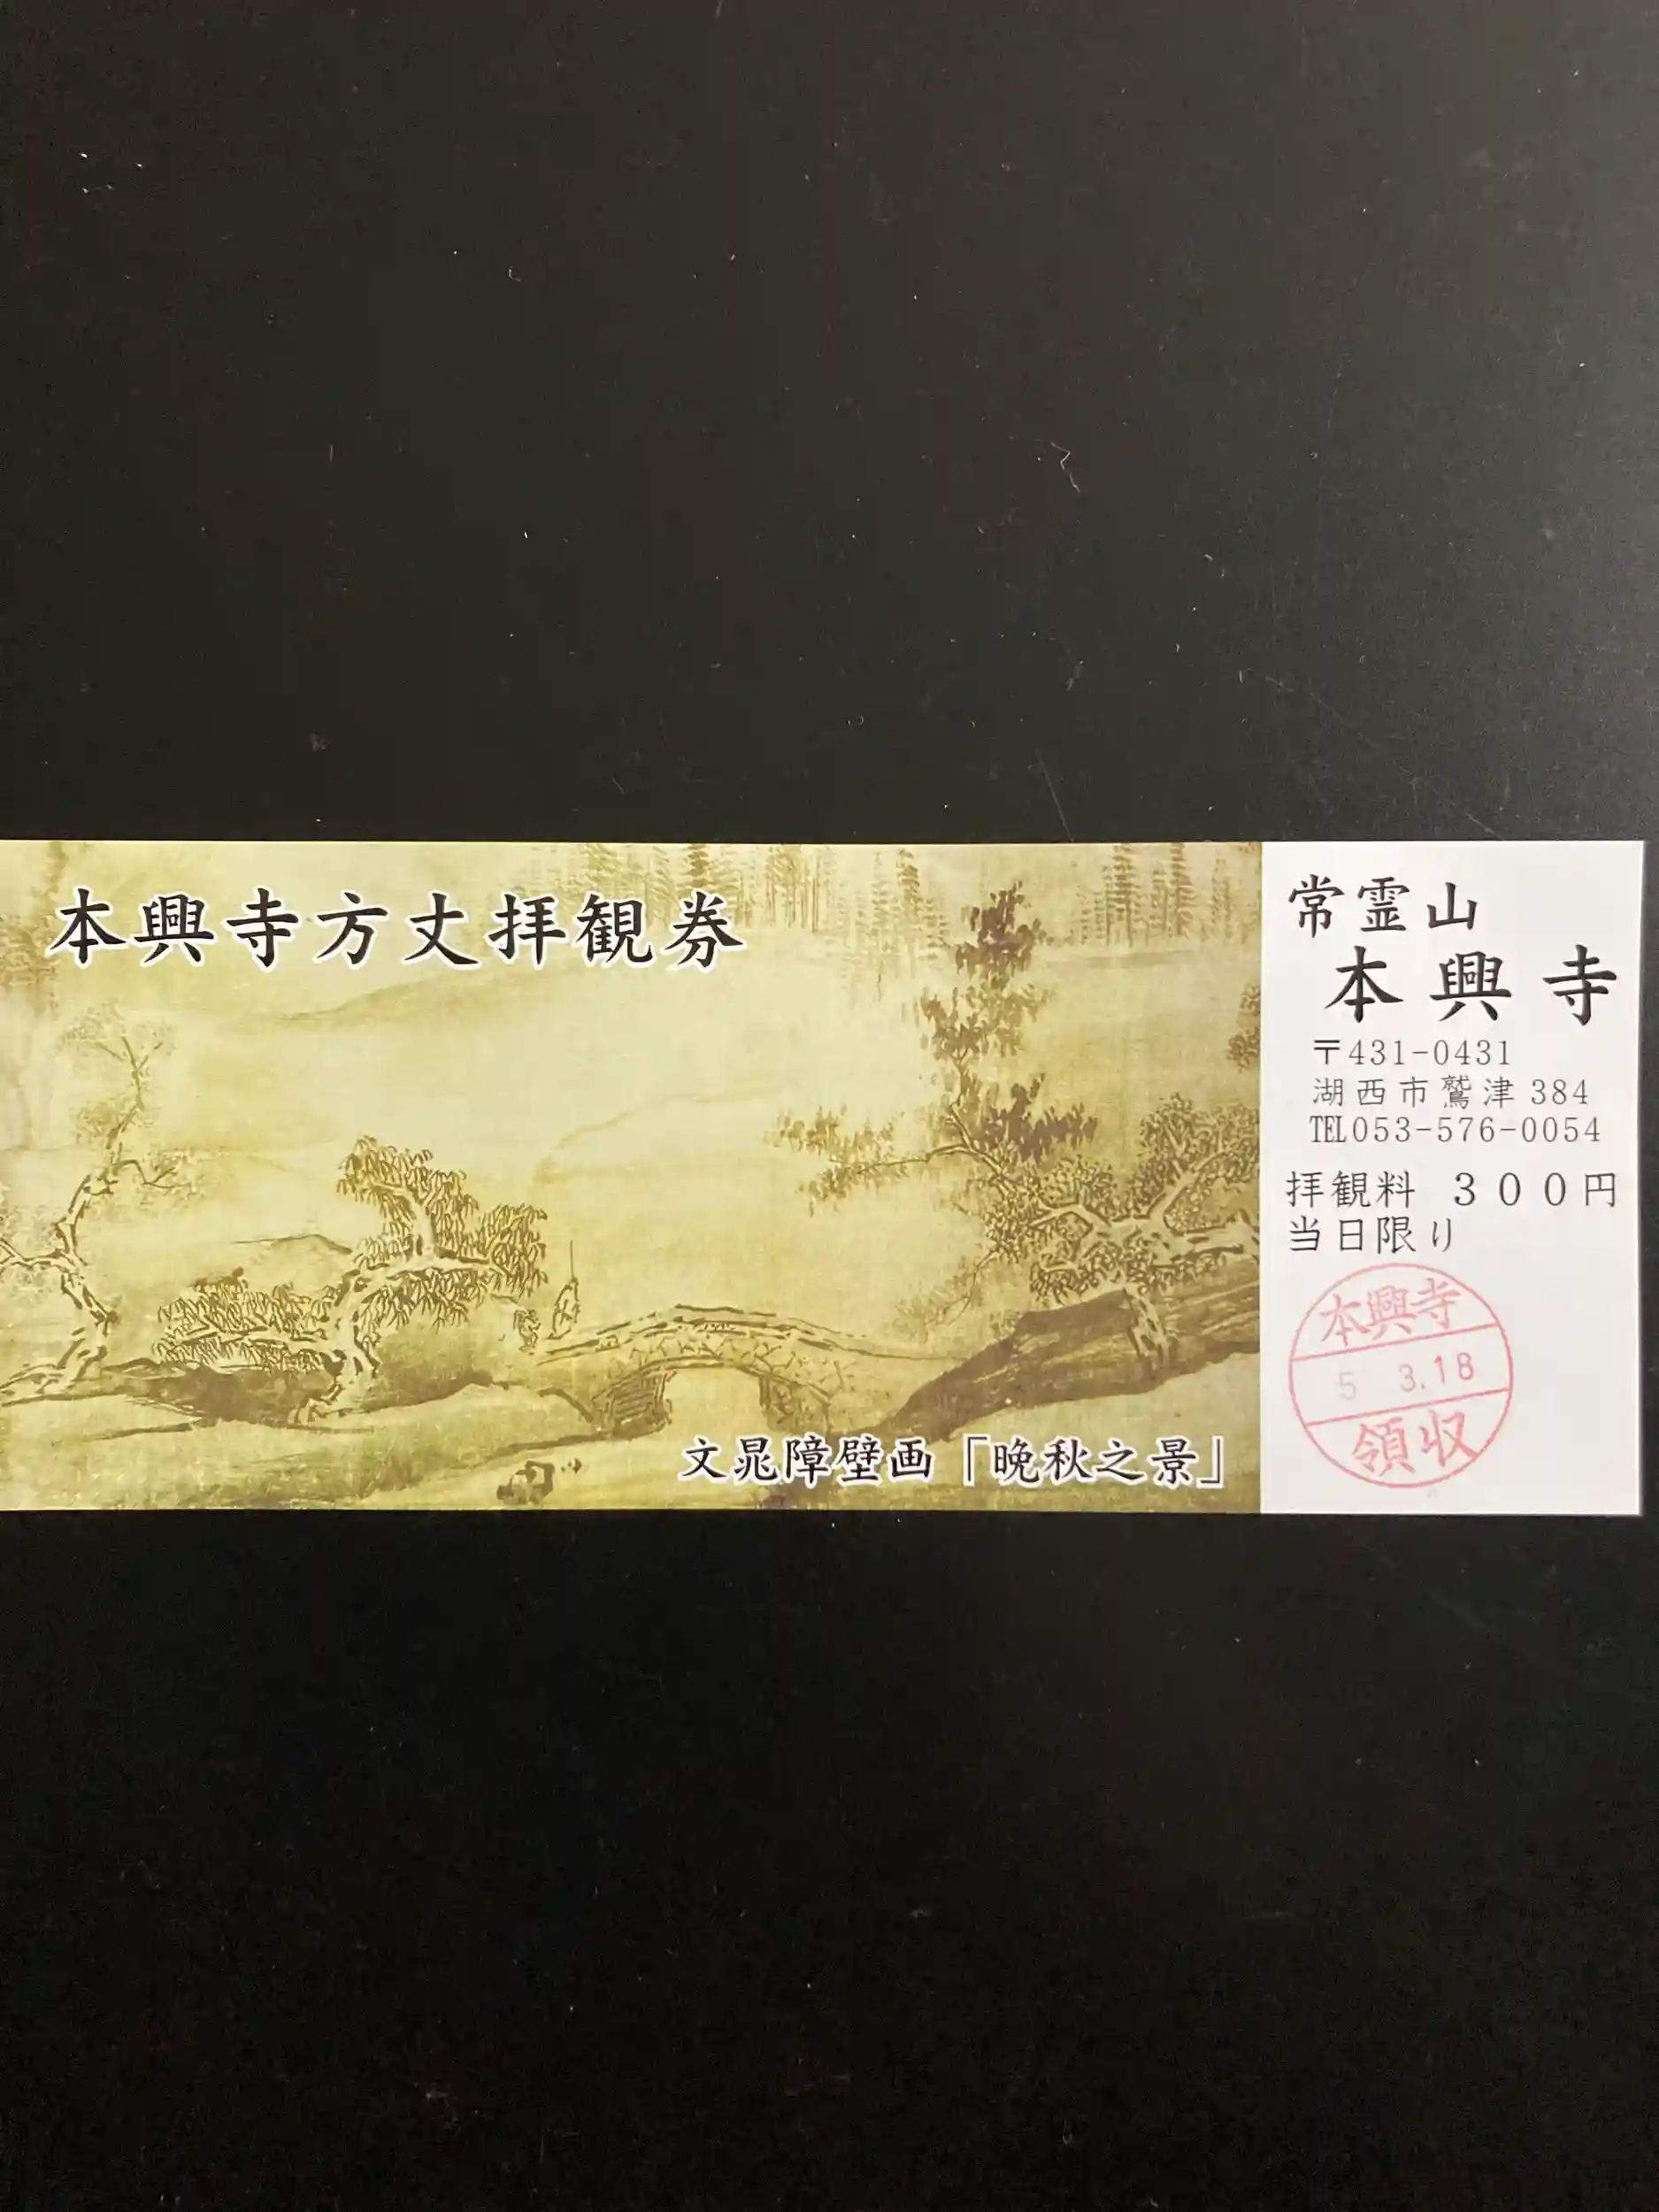 本興寺方丈拝観券
文晁障壁画「晩秋之景」
常霊山
本興寺
〒431-0431
湖西市鷲津384
TEL053-576-0054
拝観料 300円
当日限り
本興寺
5 3.18
領収